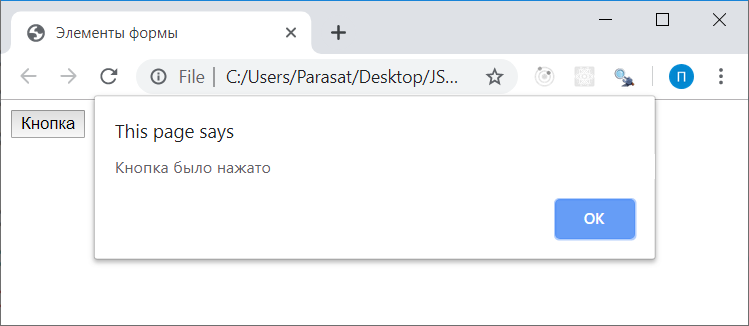 Элементы формы
File
C:/Users/Parasat/Desktop/JS...
П
Кнопка
This page says
Кнопка было нажато
OK